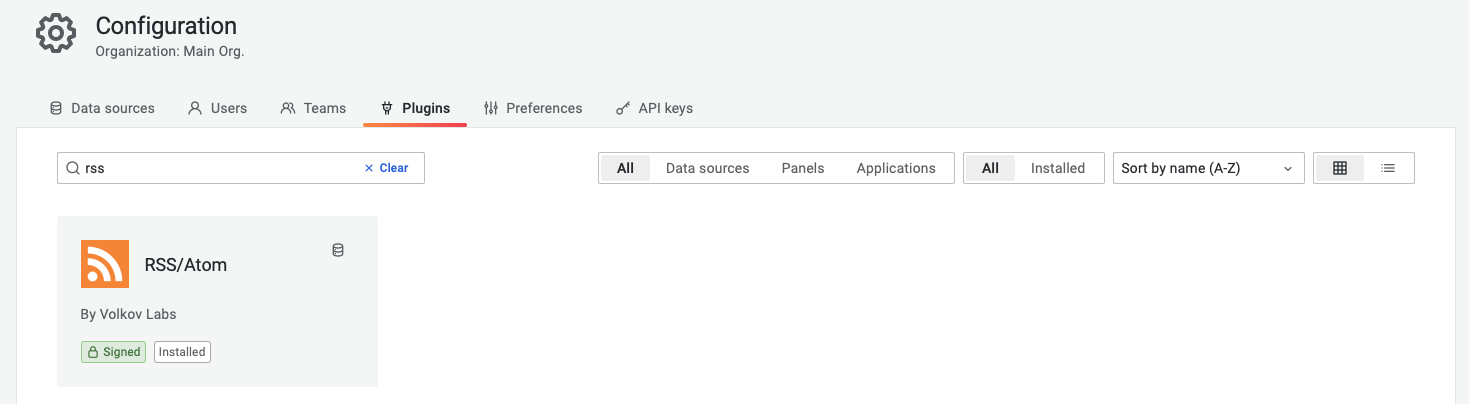 Configuration
Organization: Main Org.
Data sources Users Teams Plugins Preferences API keys
rss Clear All Data sources Panels Applications All Installed Sort by name (A-Z)
RSS/Atom
By Volkov Labs
Signed Installed